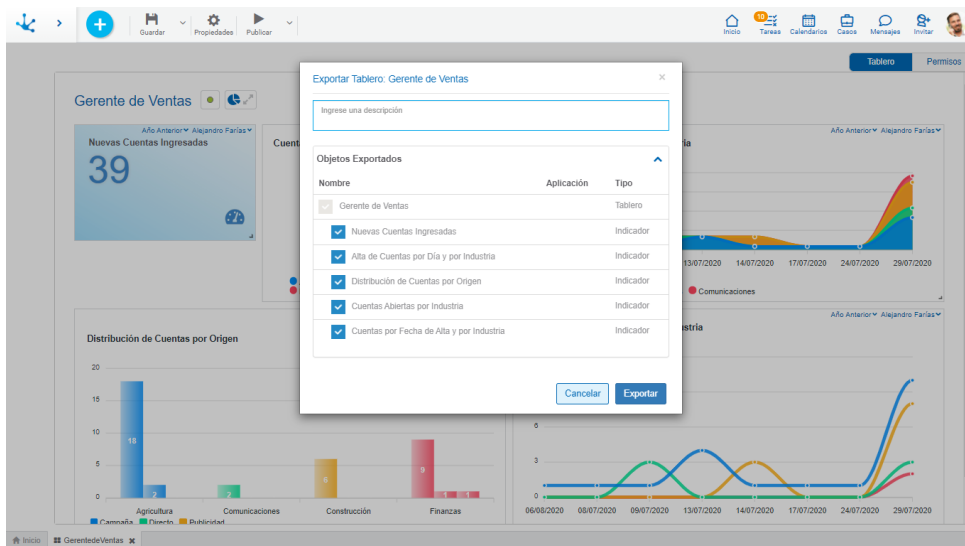 Guardar
Propiedades
Publicar
Inicio
10
Tareas
Calendarios
Casos
Mensajes
Invitar
Tablero
Permisos
Gerente de Ventas
Año Anterior Alejandro Farías
Nuevas Cuentas Ingresadas
39
Exportar Tablero: Gerente de Ventas
×
Ingrese una descripción
Objetos Exportados
Nombre Aplicación Tipo
Gerente de Ventas Tablero
Nuevas Cuentas Ingresadas Indicador
Alta de Cuentas por Día y por Industria Indicador
Distribución de Cuentas por Origen Indicador
Cuentas Abiertas por Industria Indicador
Cuentas por Fecha de Alta y por Industria Indicador
Cancelar Exportar
Año Anterior Alejandro Farías
13/07/2020 14/07/2020 17/07/2020 24/07/2020 29/07/2020
Comunicaciones
Distribución de Cuentas por Origen
20
15
10
5
0
18
2
2
6
9
1 1
Agricultura Comunicaciones Construcción Finanzas
Campaña Directo Publicidad
Año Anterior Alejandro Farías
6
3
0
06/08/2020 08/07/2020 09/07/2020 13/07/2020 14/07/2020 17/07/2020 24/07/2020 29/07/2020
Inicio
GerentedeVentas